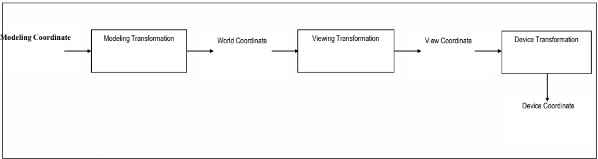 Modeling Coordinate
Modeling Transformation
World Coordinate
Viewing Transformation
View Coordinate
Device Transformation
Device Coordinate